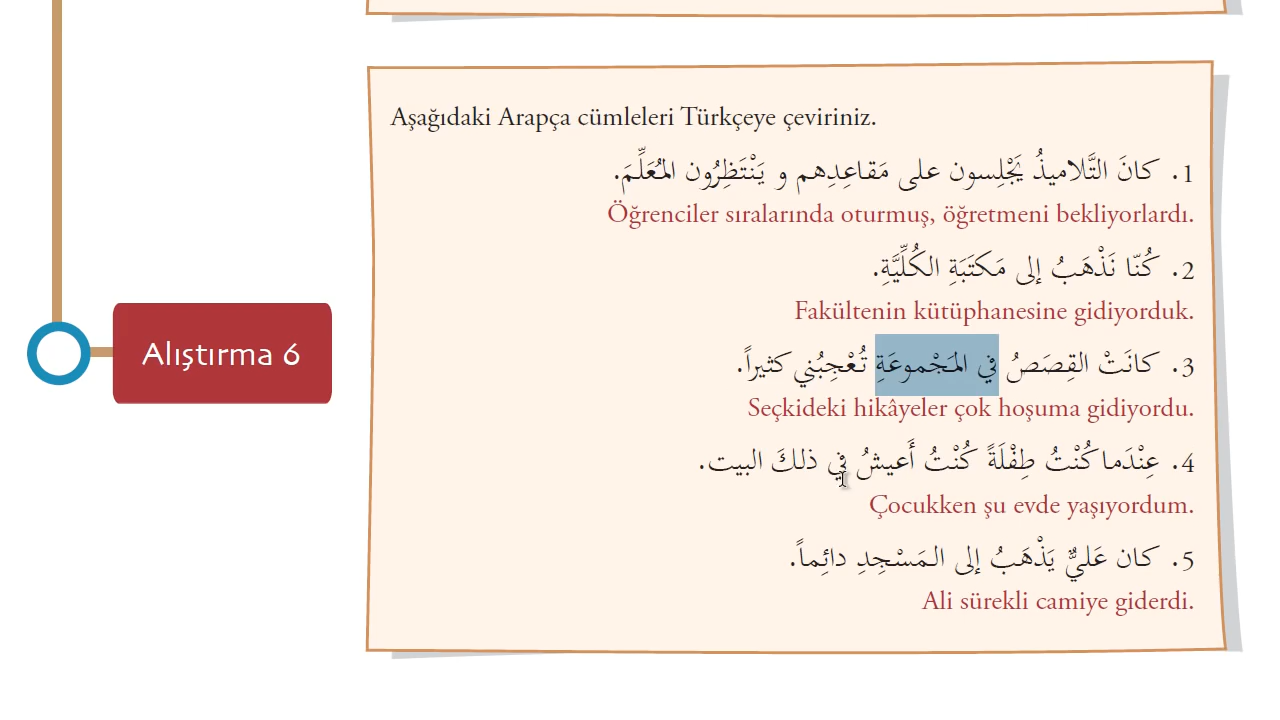 Aşağıdaki Arapça cümleleri Türkçeye çeviriniz.
1. كانَ التَّلاميذُ يَجْلِسون على مَقاعِدِهم و يَنْتَظِرُون المُعَلِّمَ.
Öğrenciler sıralarında oturmuş, öğretmeni bekliyorlardı.
2. كُنّا نَذْهَبُ إلى مَكتَبَةِ الكُلِّيَّةِ.
Fakültenin kütüphanesine gidiyorduk.
Alıştırma 6
3. كانَتْ القِصَصُ في المَجْموعَةِ تُعْجِبُني كثيراً.
Seçkideki hikâyeler çok hoşuma gidiyordu.
4. عِنْدَما كُنْتُ طِفْلَةً كُنْتُ أَعيشُ في ذلكَ البيت.
Çocukken şu evde yaşıyordum.
5. كان عَليٌّ يَذْهَبُ إلى المَسْجِدِ دائِماً.
Ali sürekli camiye giderdi.